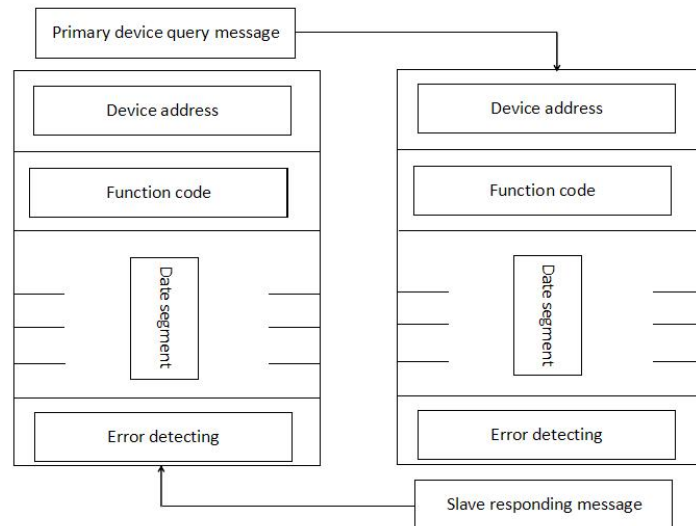 Primary device query message
Device address
Function code
Date segment
Error detecting
Device address
Function code
Date segment
Error detecting
Slave responding message